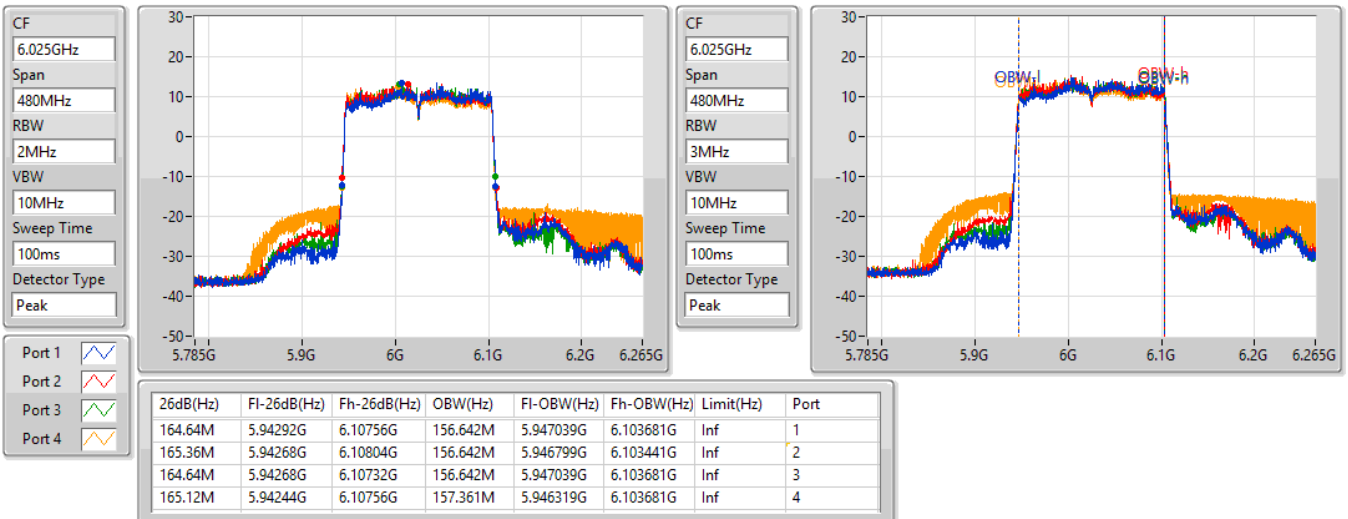 CF
6.025GHz
Span
480MHz
RBW
2MHz
VBW
10MHz
Sweep Time
100ms
Detector Type
Peak
30
20
10
0
-10
-20
-30
-40
-50
5.785G 5.9G 6G 6.1G 6.2G 6.265G
CF
6.025GHz
Span
480MHz
RBW
3MHz
VBW
10MHz
Sweep Time
100ms
Detector Type
Peak
30
20
10
0
-10
-20
-30
-40
-50
OBW-l OBW-h
5.785G 5.9G 6G 6.1G 6.2G 6.265G
Port 1
Port 2
Port 3
Port 4
26dB(Hz) Fl-26dB(Hz) Fh-26dB(Hz) OBW(Hz) Fl-OBW(Hz) Fh-OBW(Hz) Limit(Hz) Port
164.64M 5.94292G 6.10756G 156.642M 5.947039G 6.103681G Inf 1
165.36M 5.94268G 6.10804G 156.642M 5.946799G 6.103441G Inf 2
164.64M 5.94268G 6.10732G 156.642M 5.947039G 6.103681G Inf 3
165.12M 5.94244G 6.10756G 157.361M 5.946319G 6.103681G Inf 4